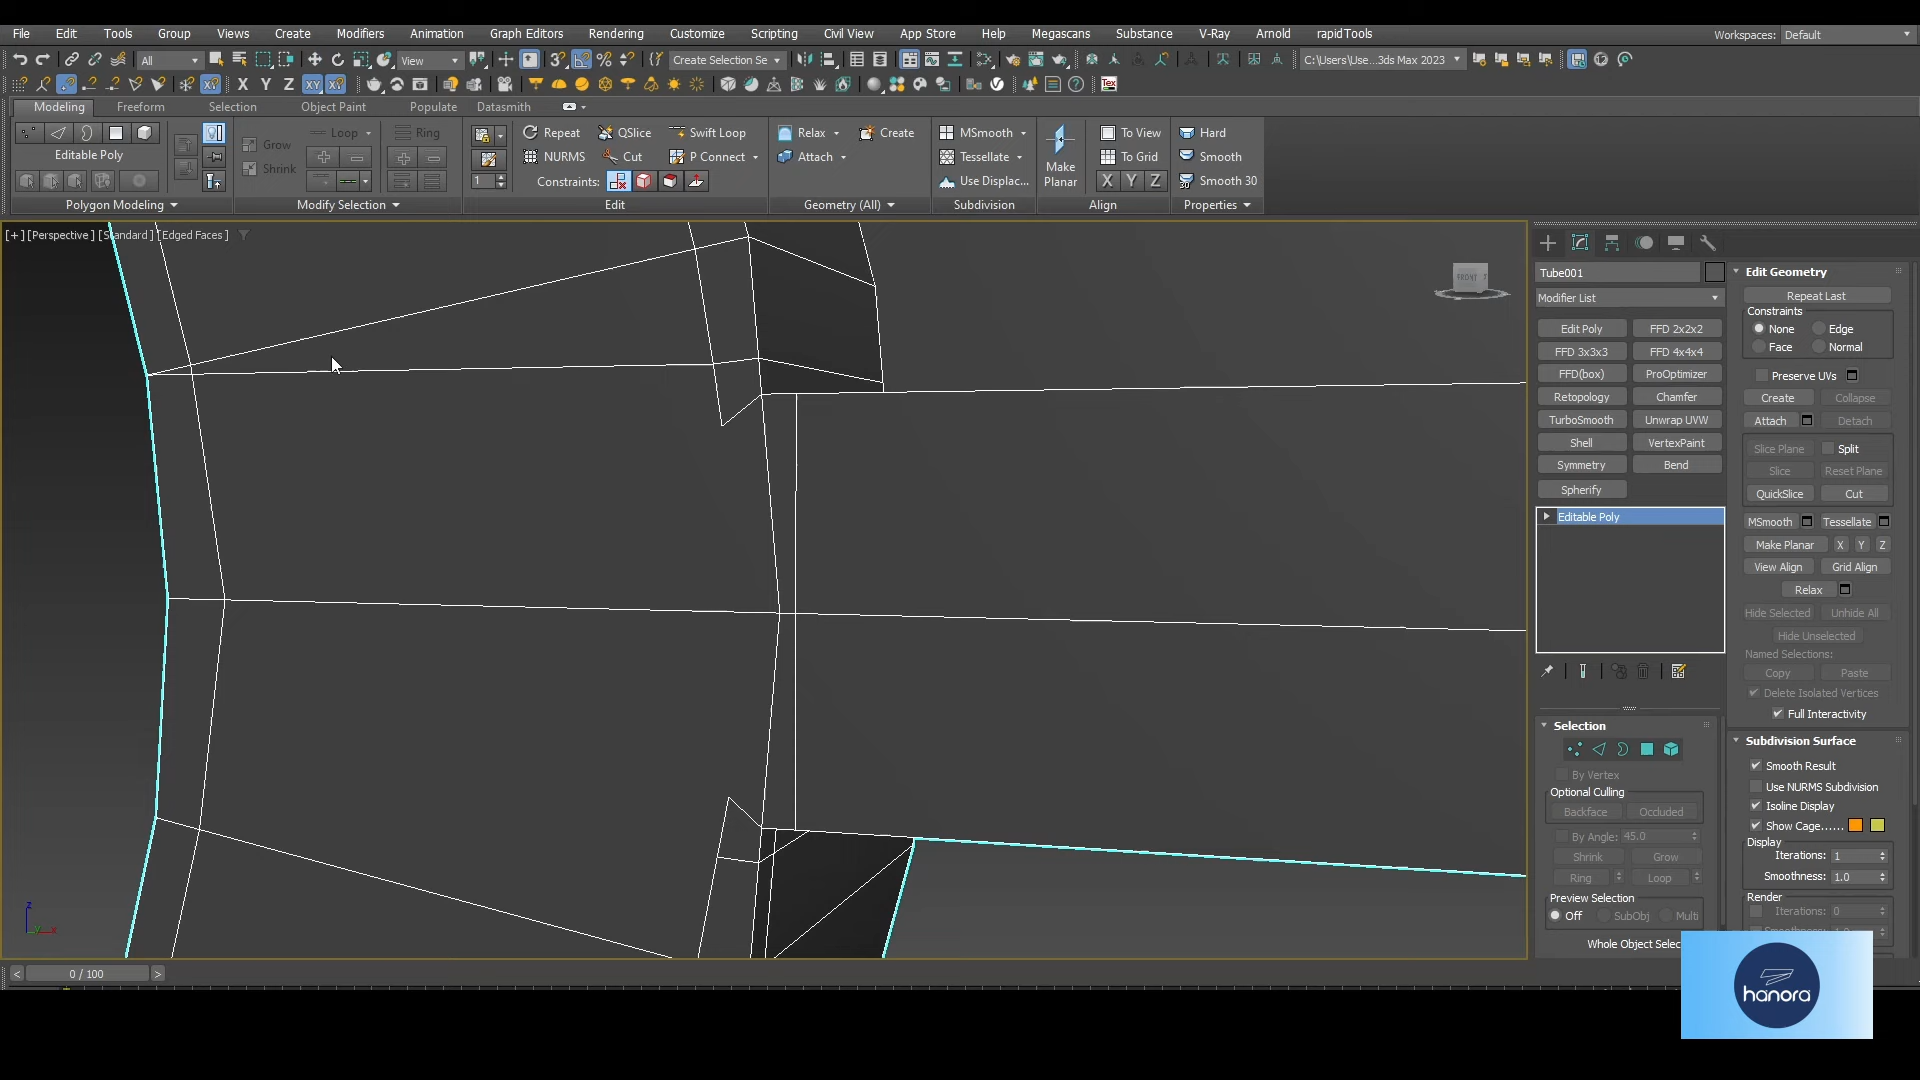 File Edit Tools Group Views Create Modifiers Animation Graph Editors Rendering Customize Scripting Civil View App Store Help Megascans Substance V-Ray Arnold rapidTools Workspaces: Default
All View Create Selection Se C:\Users\Use...3ds Max 2023
X Y Z XY
Modeling Freeform Selection Object Paint Populate Datasmith
Loop Ring Repeat QSlice Swift Loop Relax Create MSmooth To View Hard
Grow
Editable Poly NURMS Cut P Connect Attach Tessellate Make Planar To Grid Smooth
Shrink
1 Constraints: Use Displac... X Y Z Smooth 30
Polygon Modeling Modify Selection Edit Geometry (All) Subdivision Align Properties
[+] [Perspective] [Standard] [Edged Faces]
FRONT
Tube001
Modifier List
Edit Poly FFD 2x2x2
FFD 3x3x3 FFD 4x4x4
FFD(box) ProOptimizer
Retopology Chamfer
TurboSmooth Unwrap UVW
Shell VertexPaint
Symmetry Bend
Spherify
Editable Poly
Selection
By Vertex
Optional Culling
Backface Occluded
By Angle: 45.0
Shrink Grow
Ring Loop
Preview Selection
Off SubObj Multi
Whole Object Selec
Edit Geometry
Repeat Last
Constraints
None Edge
Face Normal
Preserve UVs
Create Collapse
Attach Detach
Slice Plane Split
Slice Reset Plane
QuickSlice Cut
MSmooth Tessellate
Make Planar X Y Z
View Align Grid Align
Relax
Hide Selected Unhide All
Hide Unselected
Named Selections:
Copy Paste
Delete Isolated Vertices
Full Interactivity
Subdivision Surface
Smooth Result
Use NURMS Subdivision
Isoline Display
Show Cage......
Display
Iterations: 1
Smoothness: 1.0
Render
Iterations: 0
z
y x
< 0 / 100 >
hanora